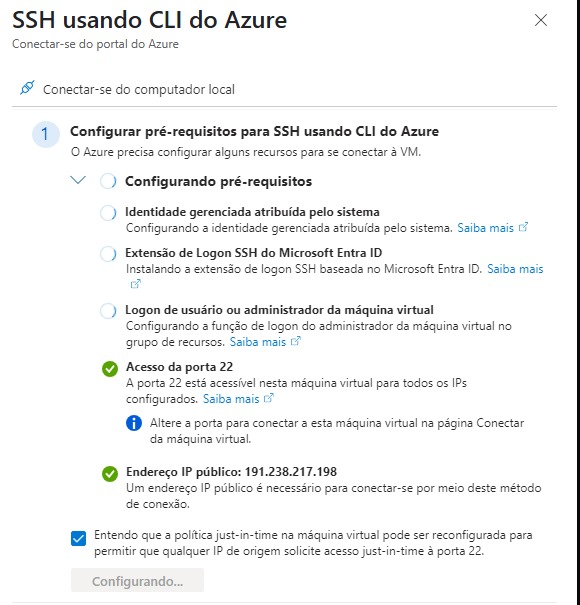 SSH usando CLI do Azure
Conectar-se do portal do Azure
Conectar-se do computador local
1
Configurar pré-requisitos para SSH usando CLI do Azure
O Azure precisa configurar alguns recursos para se conectar à VM.
Configurando pré-requisitos
Identidade gerenciada atribuída pelo sistema
Configurando a identidade gerenciada atribuída pelo sistema. Saiba mais
Extensão de Logon SSH do Microsoft Entra ID
Instalando a extensão de logon SSH baseada no Microsoft Entra ID. Saiba mais
Logon de usuário ou administrador da máquina virtual
Configurando a função de logon do administrador da máquina virtual no
grupo de recursos. Saiba mais
Acesso da porta 22
A porta 22 está acessível nesta máquina virtual para todos os IPs
configurados. Saiba mais
Altere a porta para conectar a esta máquina virtual na página Conectar
da máquina virtual.
Endereço IP público: 191.238.217.198
Um endereço IP público é necessário para conectar-se por meio deste método
de conexão.
Entendo que a política just-in-time na máquina virtual pode ser reconfigurada para
permitir que qualquer IP de origem solicite acesso just-in-time à porta 22.
Configurando...